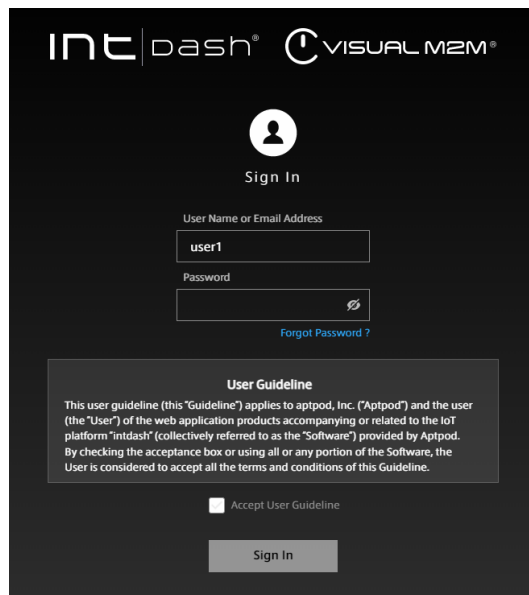 intDash® VISUAL M2M®
Sign In
User Name or Email Address
user1
Password
Forgot Password ?
User Guideline
This user guideline (this “Guideline”) applies to aptpod, Inc. (“Aptpod”) and the user
(the “User”) of the web application products accompanying or related to the IoT
platform “intdash” (collectively referred to as the “Software”) provided by Aptpod.
By checking the acceptance box or using all or any portion of the Software, the
User is considered to accept all the terms and conditions of this Guideline.
Accept User Guideline
Sign In